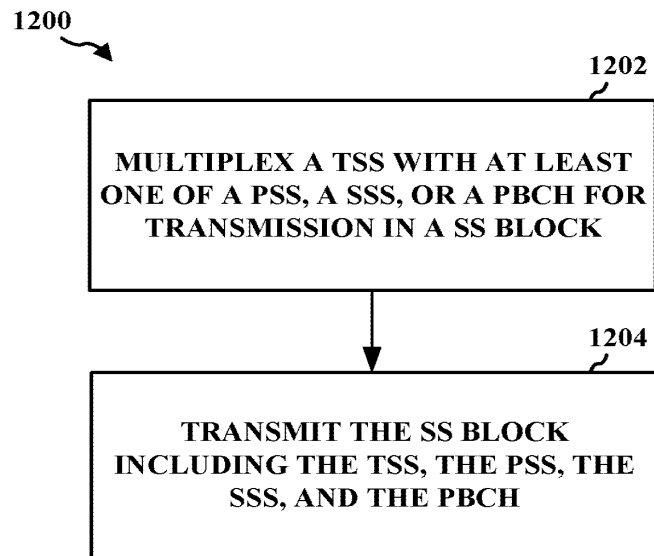 1200
1202
MULTIPLEX A TSS WITH AT LEAST
ONE OF A PSS, A SSS, OR A PBCH FOR
TRANSMISSION IN A SS BLOCK
1204
TRANSMIT THE SS BLOCK
INCLUDING THE TSS, THE PSS, THE
SSS, AND THE PBCH